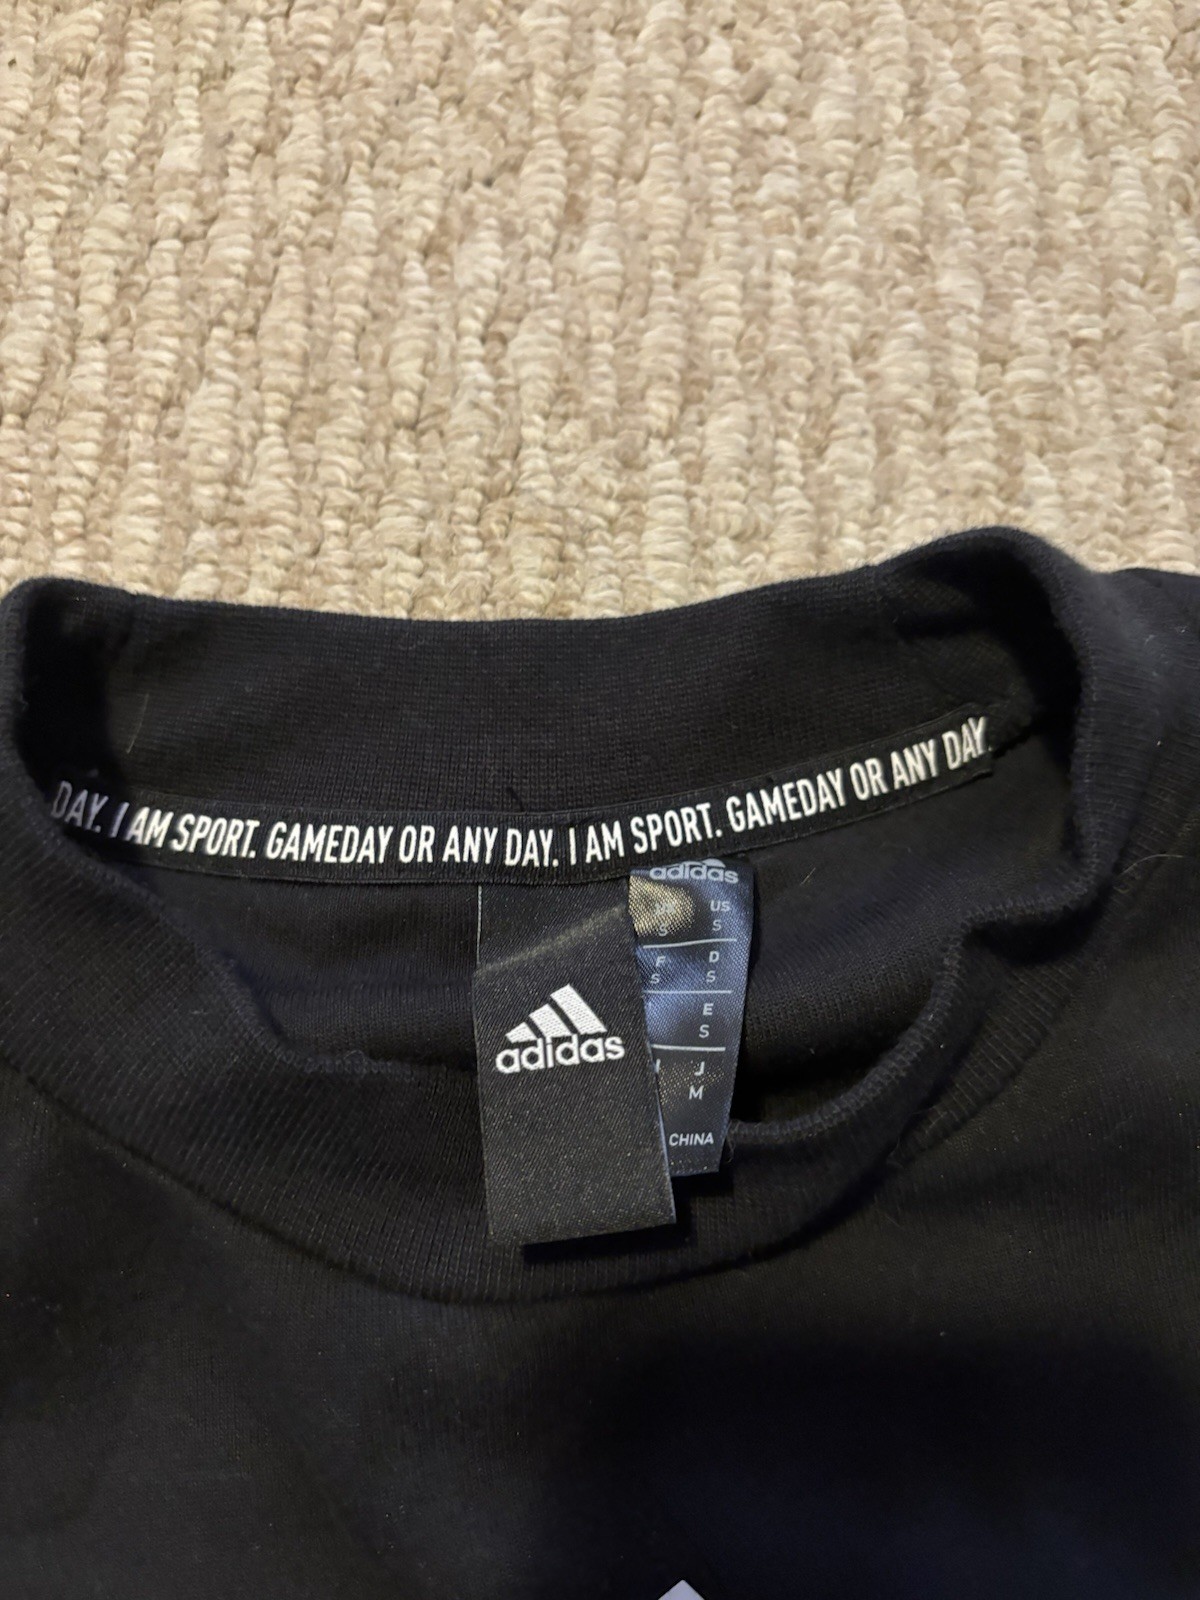 DAY. I AM SPORT. GAMEDAY OR ANY DAY. I AM SPORT. GAMEDAY OR ANY DAY.
adidas
adidas
US
S S
F D
S S
E
S
J
M
CHINA